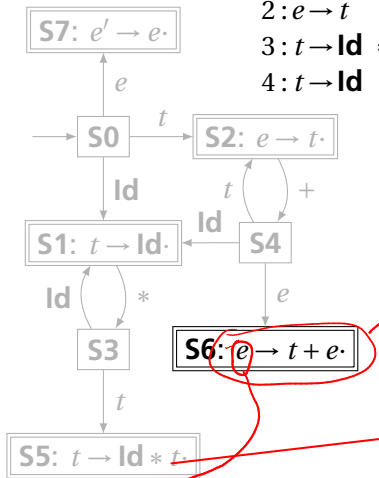 2 : e → t
S7: e′ → e·
3 : t → Id
4 : t → Id
e
t
S0
S2: e → t·
Id
t
+
Id
S1: t → Id·
S4
Id
*
e
S3
S6: e → t + e·
t
S5: t → Id * t·